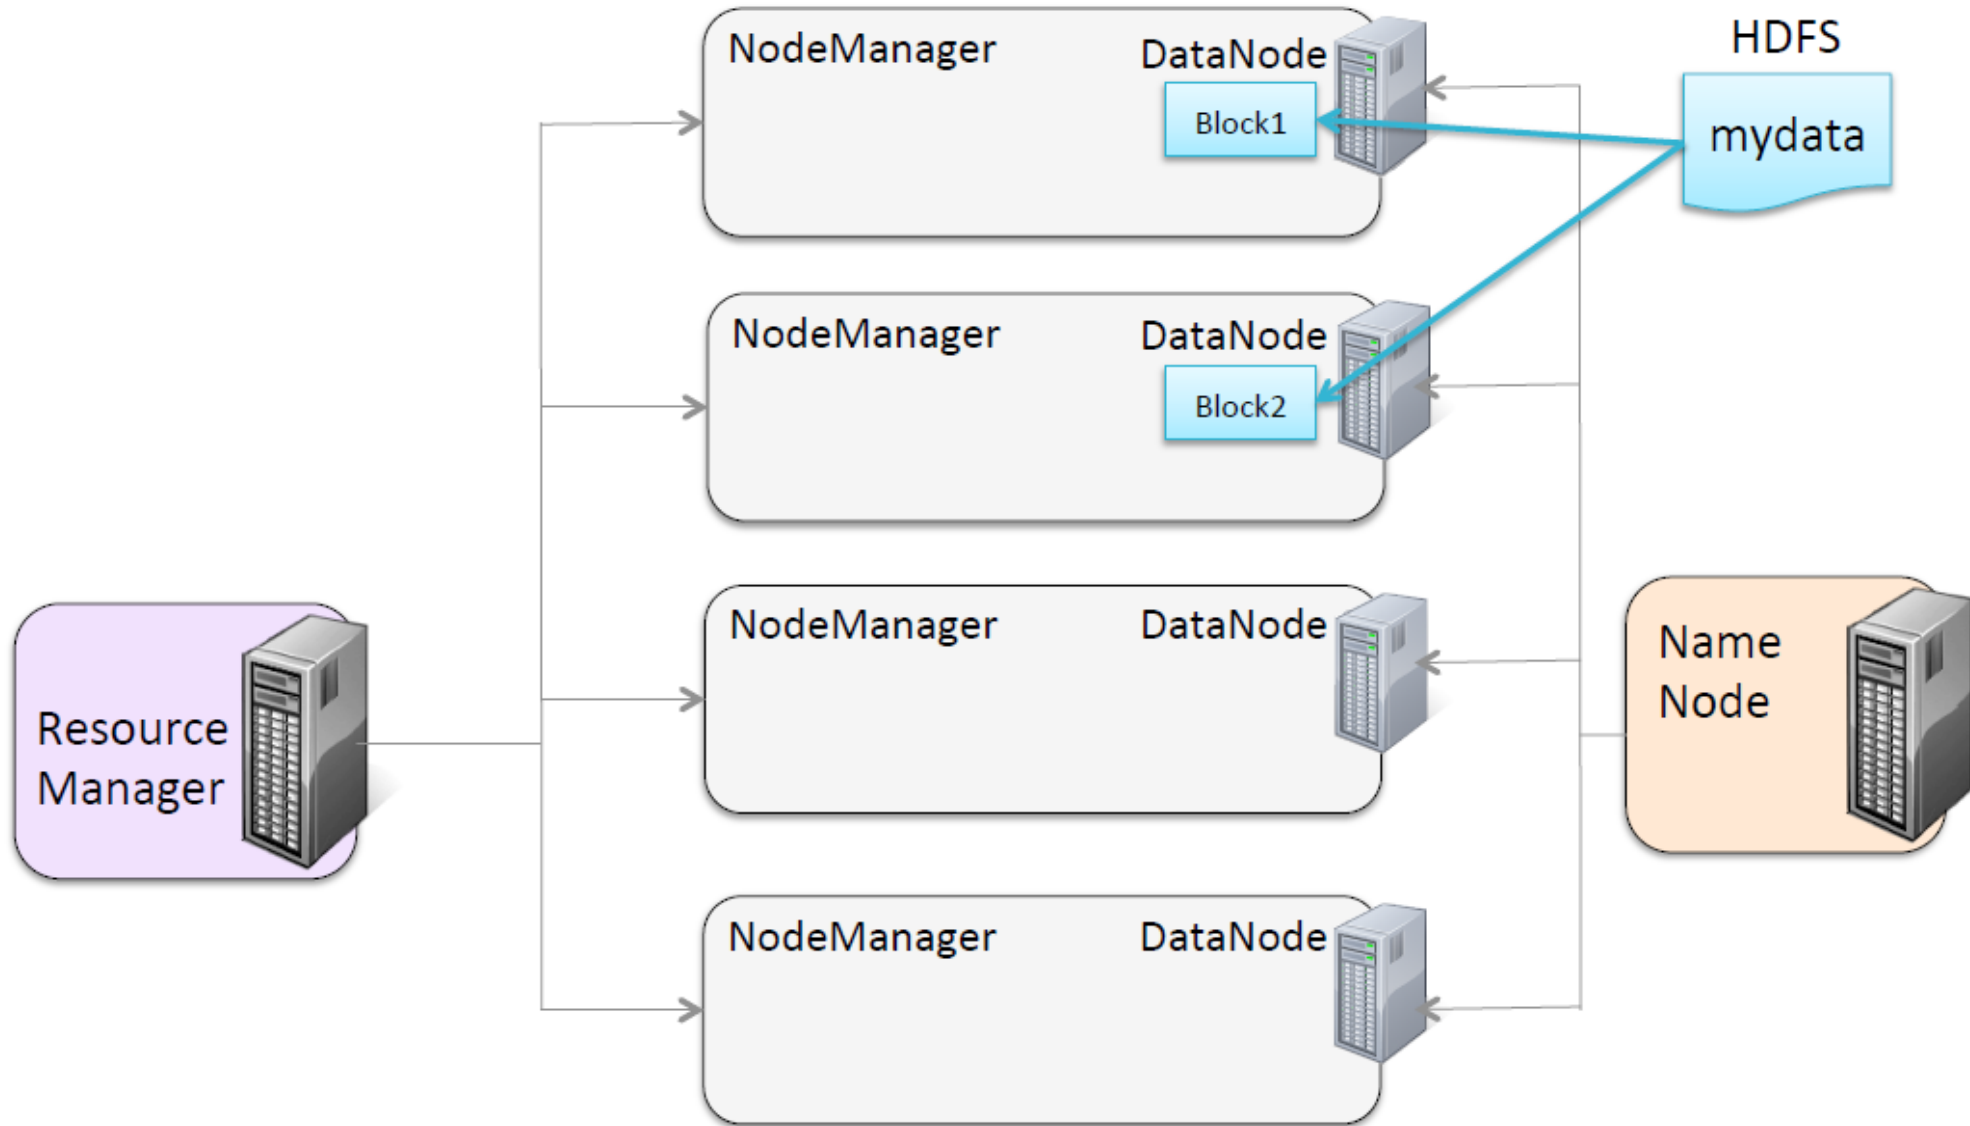 NodeManager
DataNode
Block1
HDFS
mydata
NodeManager
DataNode
Block2
NodeManager
DataNode
Resource
Manager
Name
Node
NodeManager
DataNode